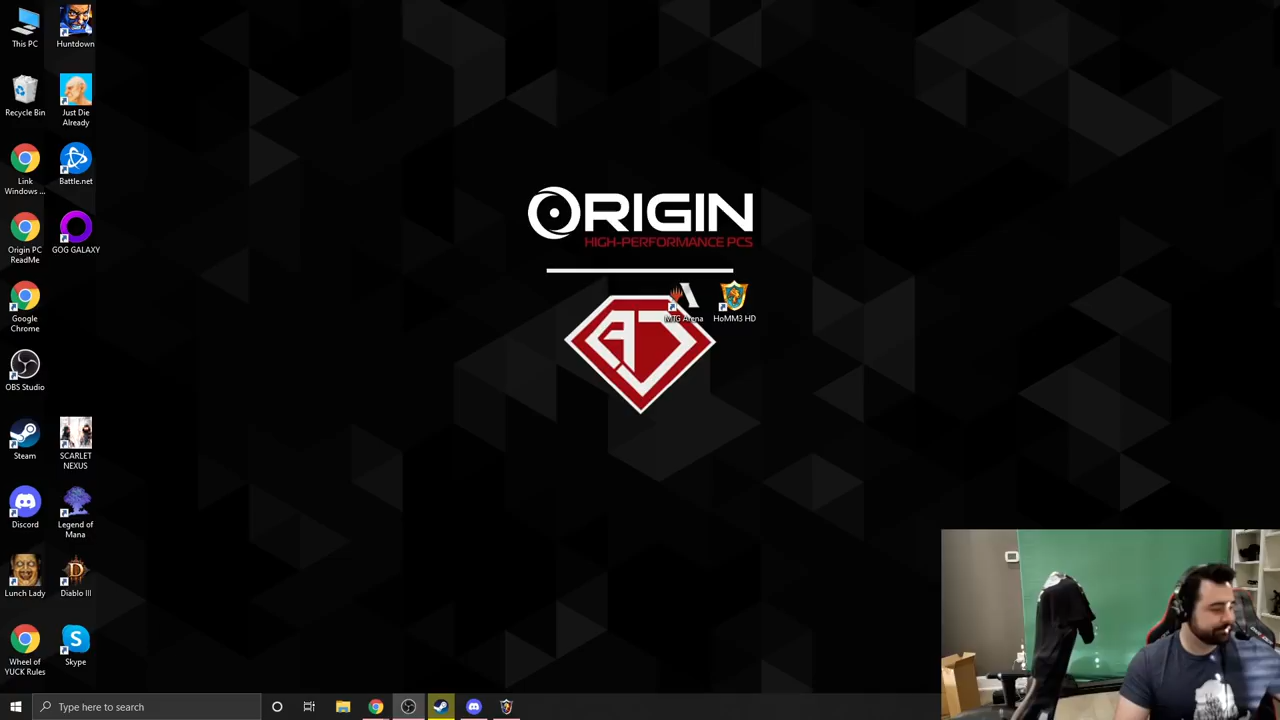 This PC
Huntdown
Recycle Bin
Just Die
Already
Link
Windows ...
Battle.net
Origin PC
ReadMe
GOG GALAXY
Google
Chrome
OBS Studio
Steam
SCARLET
NEXUS
Discord
Legend of
Mana
Lunch Lady
Diablo III
Wheel of
YUCK Rules
Skype
ORIGIN
HIGH-PERFORMANCE PCS
MTG Arena
HoMM3 HD
AJ
Type here to search